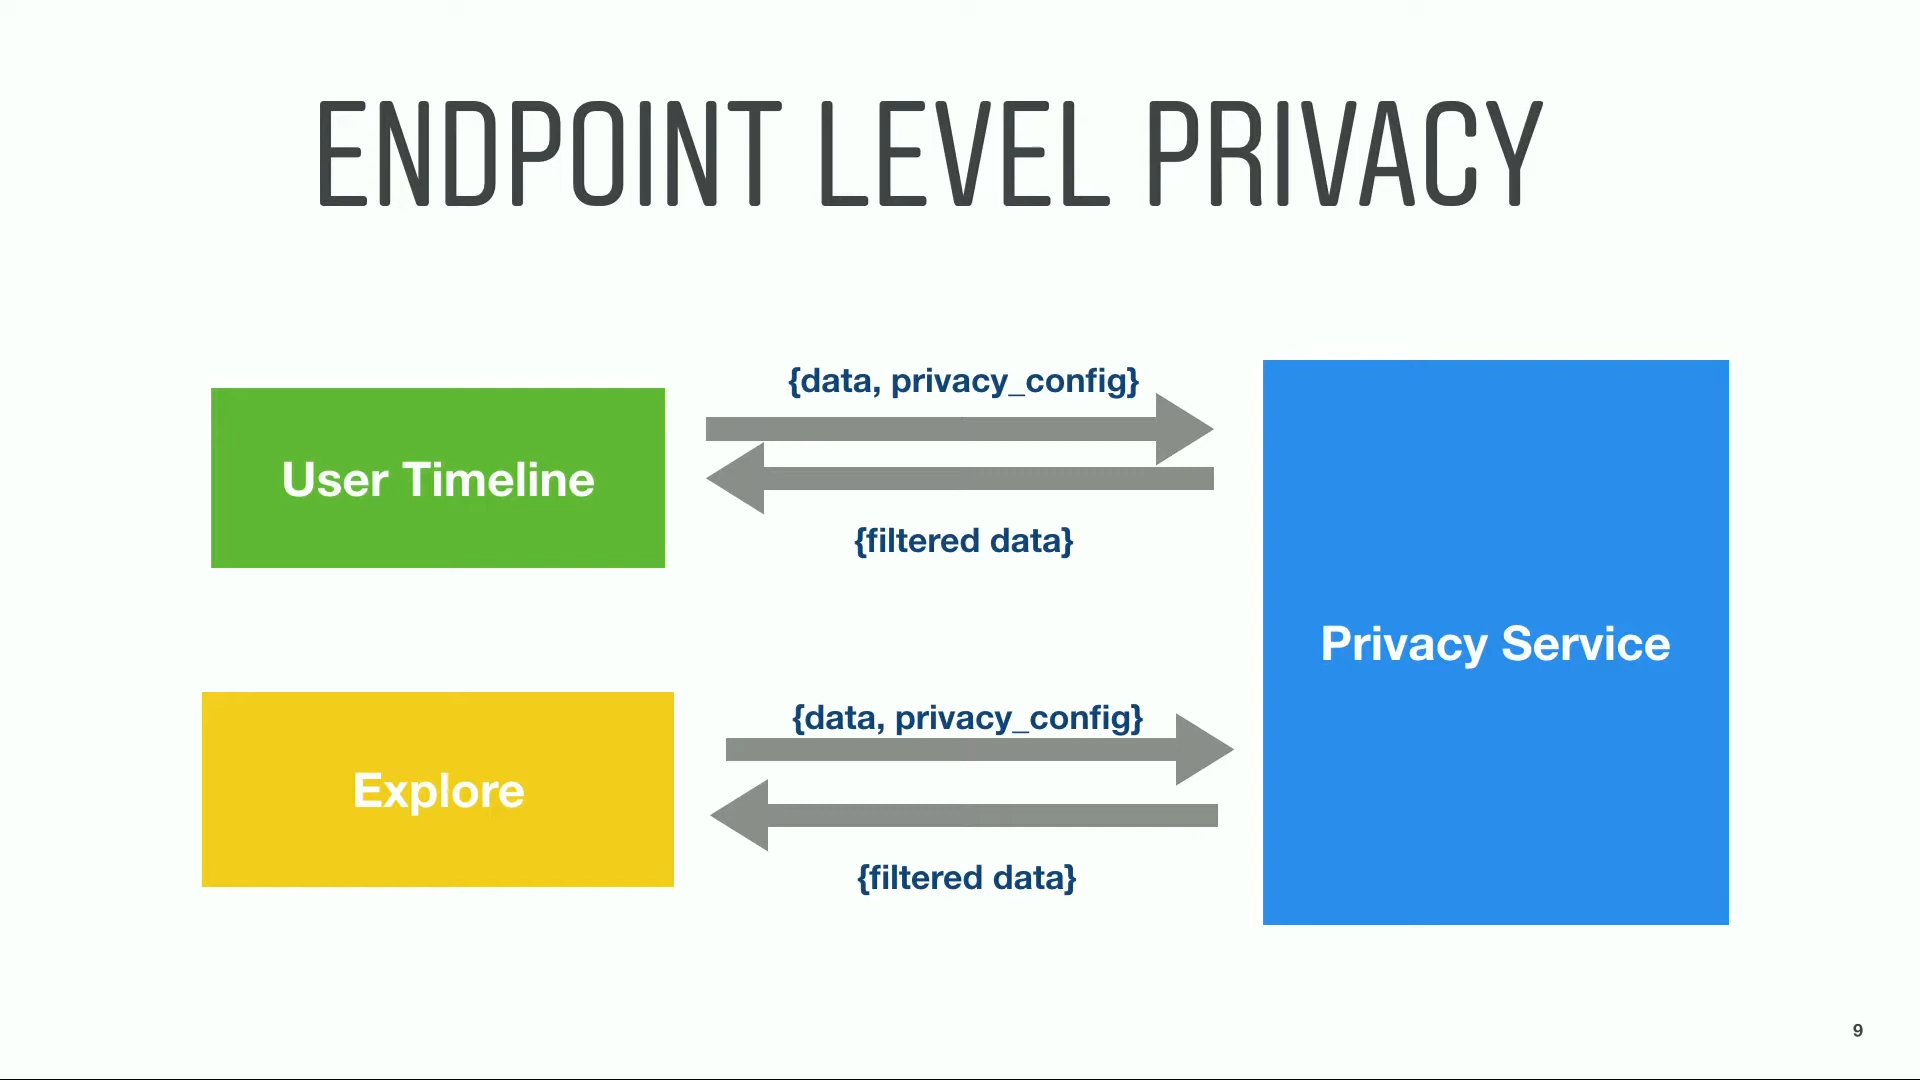 ENDPOINT LEVEL PRIVACY
{data, privacy_config}
User Timeline
{filtered data}
Privacy Service
{data, privacy_config}
Explore
{filtered data}
9